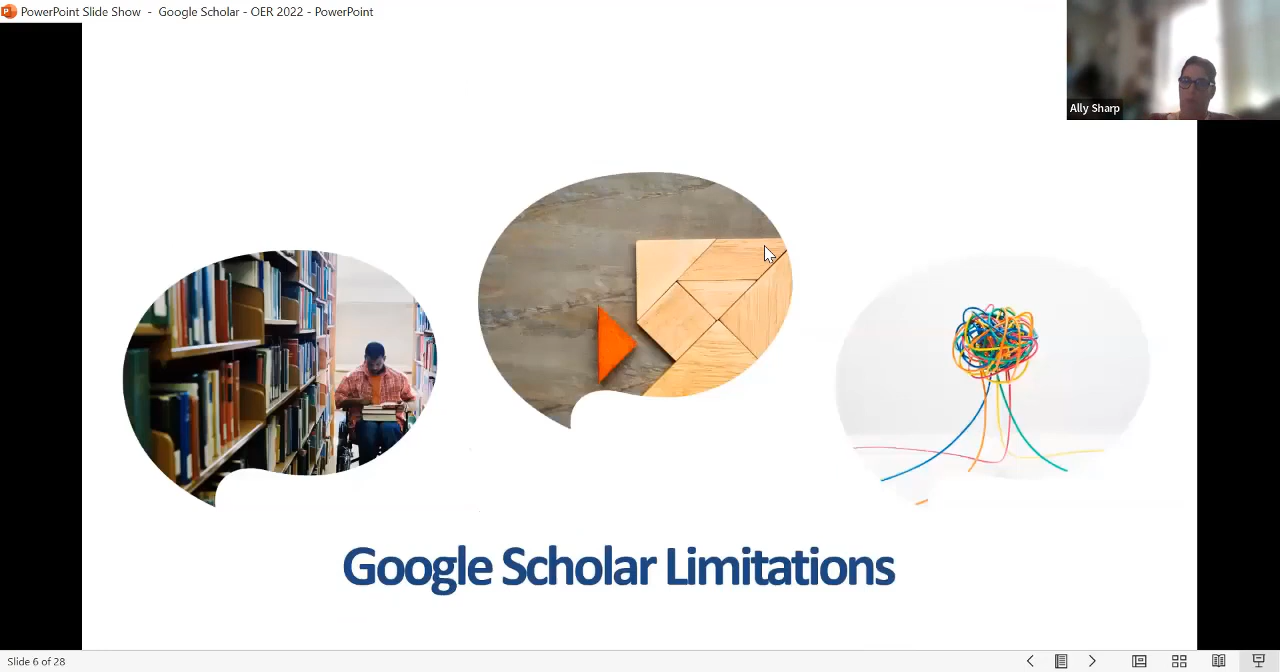 PowerPoint Slide Show - Google Scholar - OER 2022 - PowerPoint
Ally Sharp
Google Scholar Limitations
Slide 6 of 28